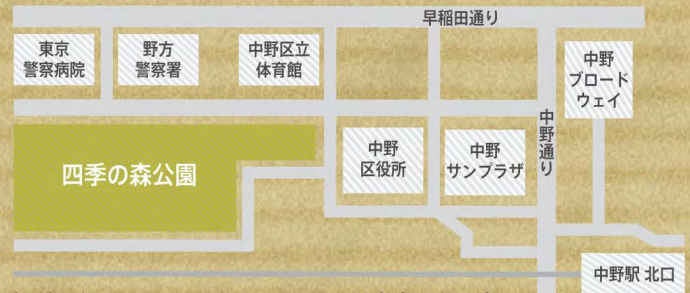 早稲田通り
東京
警察病院
野方
警察署
中野区立
体育館
中野
ブロード
ウェイ
中野通り
中野
区役所
中野
サンプラザ
四季の森公園
中野駅 北口